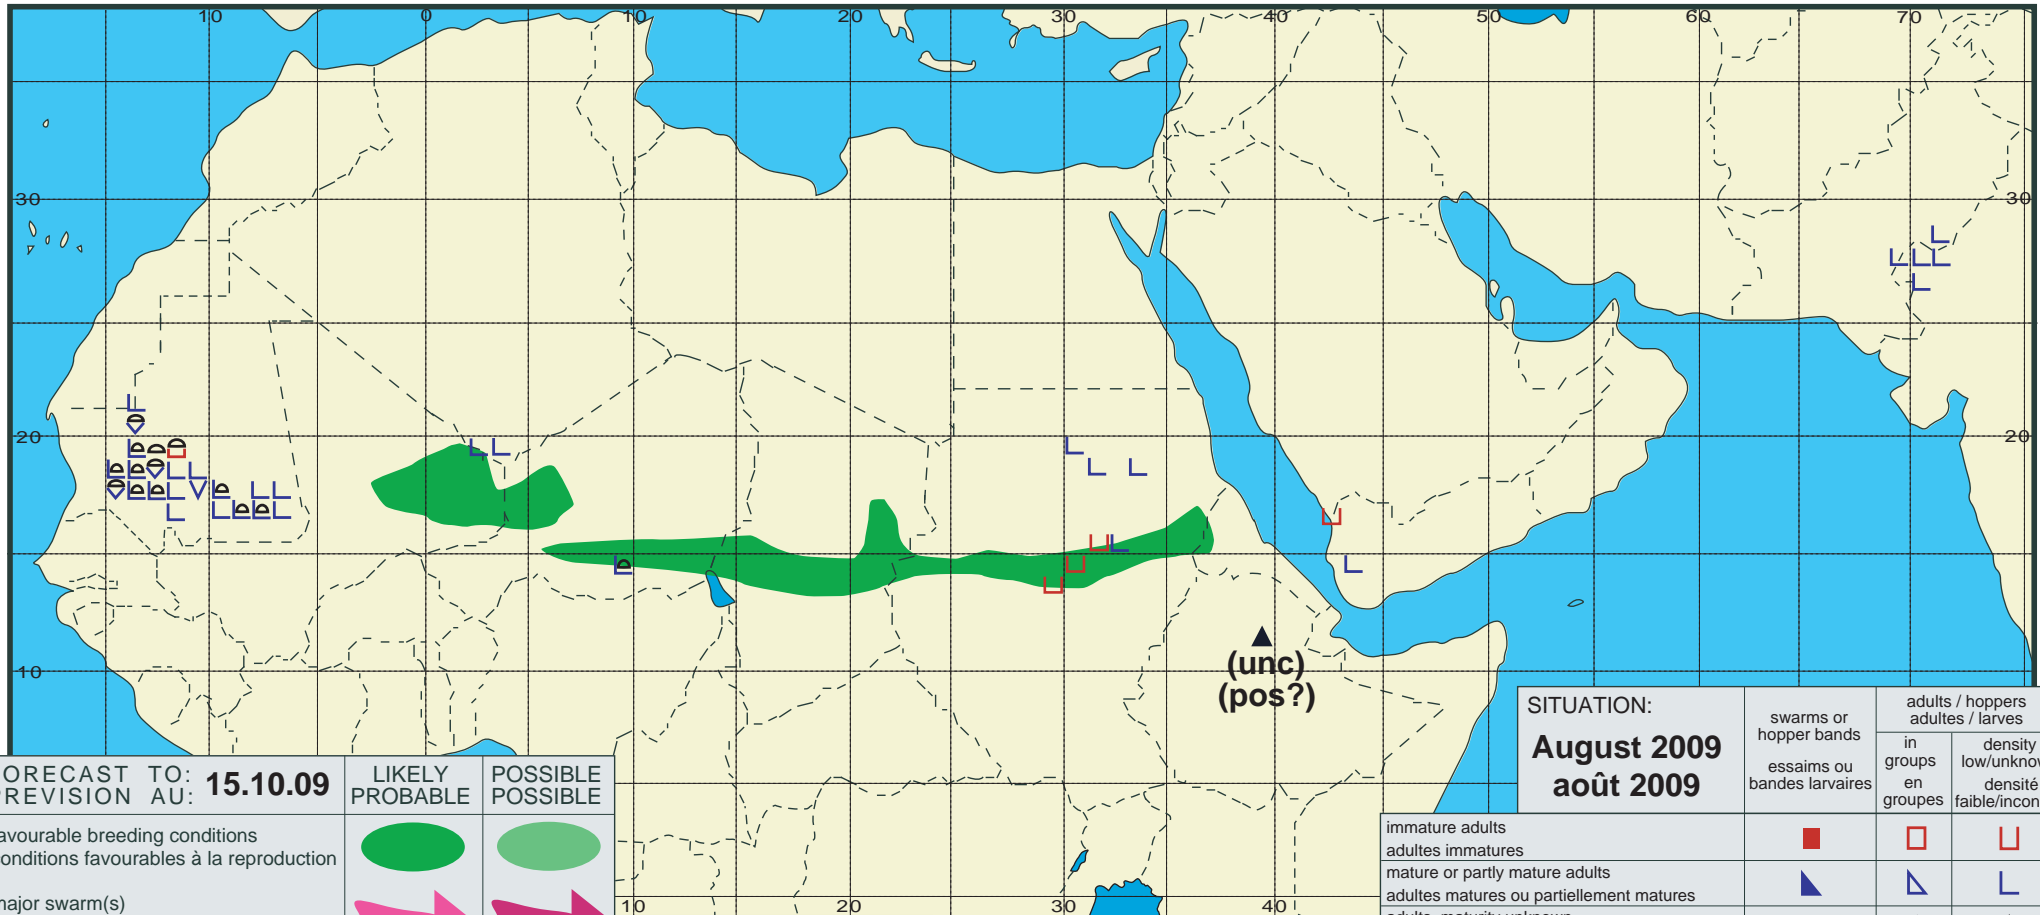 10 0 10 20 30 40 50 60 70
30 30
20 20
10
(unc)
(pos?)
SITUATION:
August 2009
août 2009
swarms or
hopper bands
essaims ou
bandes larvaires
adults / hoppers
adultes / larves
in
groups
en
groupes
density
low/unknow
densité
faible/incon
immature adults
adultes immatures
mature or partly mature adults
adultes matures ou partiellement matures
adults, maturity unknown
ORECAST TO:
REVISION AU:
15.10.09
LIKELY
PROBABLE
POSSIBLE
POSSIBLE
avourable breeding conditions
onditions favourables à la reproduction
major swarm(s)
10 20 30 40